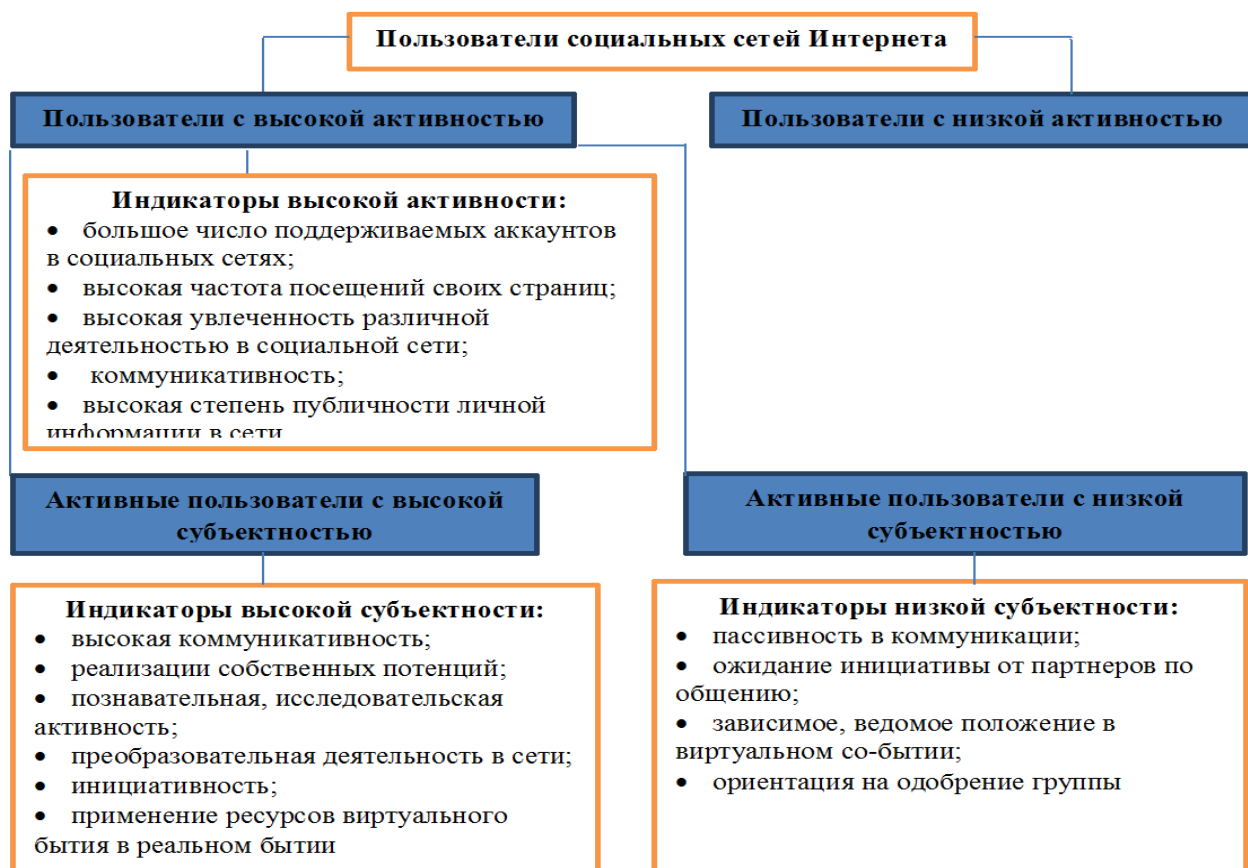 Пользователи социальных сетей Интернета
Пользователи с высокой активностью
Пользователи с низкой активностью
Индикаторы высокой активности:
• большое число поддерживаемых аккаунтов
в социальных сетях;
• высокая частота посещений своих страниц;
• высокая увлеченность различной
деятельностью в социальной сети;
• коммуникативность;
• высокая степень публичности личной
информации в сети
Активные пользователи с высокой
субъектностью
Активные пользователи с низкой
субъектностью
Индикаторы высокой субъектности:
• высокая коммуникативность;
• реализации собственных потенций;
• познавательная, исследовательская
активность;
• преобразовательная деятельность в сети;
• инициативность;
• применение ресурсов виртуального
бытия в реальном бытии
Индикаторы низкой субъектности:
• пассивность в коммуникации;
• ожидание инициативы от партнеров по
общению;
• зависимое, ведомое положение в
виртуальном со-бытии;
• ориентация на одобрение группы